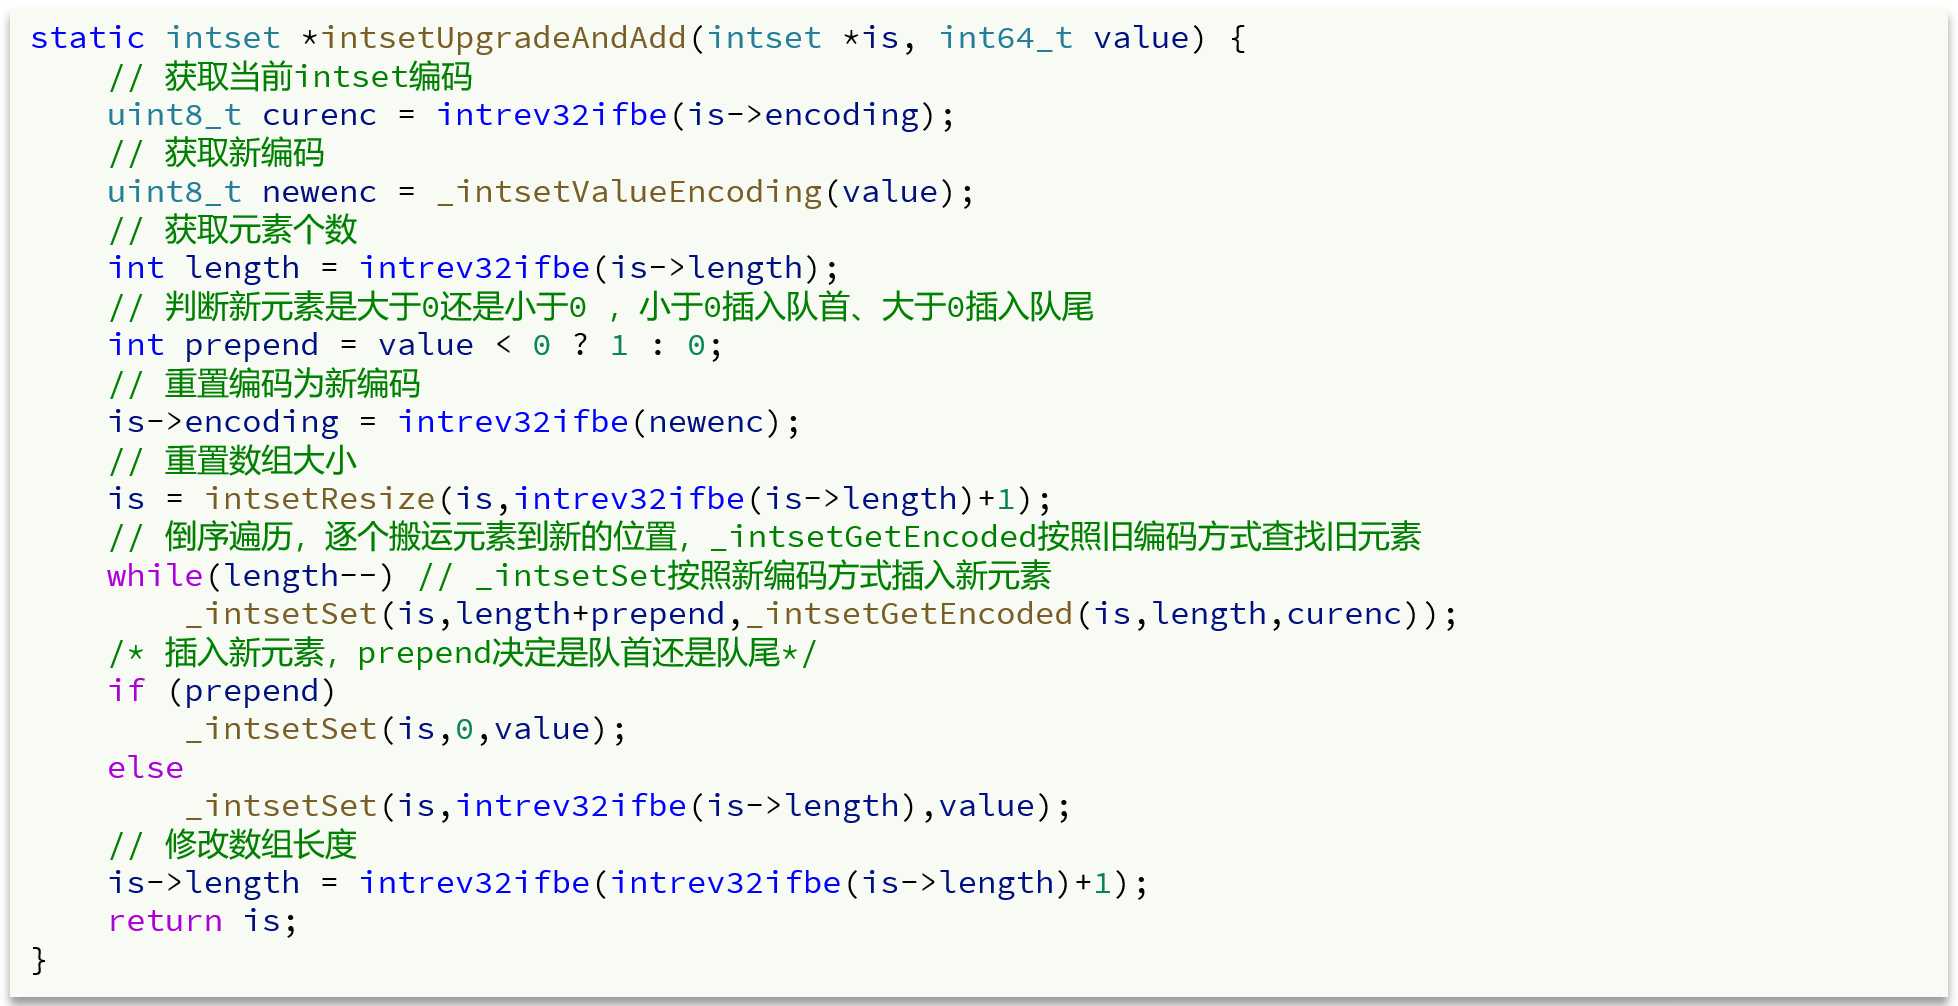 static intset *intsetUpgradeAndAdd(intset *is, int64_t value) {
    // 获取当前intset编码
    uint8_t curenc = intrev32ifbe(is->encoding);
    // 获取新编码
    uint8_t newenc = _intsetValueEncoding(value);
    // 获取元素个数
    int length = intrev32ifbe(is->length);
    // 判断新元素是大于0还是小于0 ，小于0插入队首、大于0插入队尾
    int prepend = value < 0 ? 1 : 0;
    // 重置编码为新编码
    is->encoding = intrev32ifbe(newenc);
    // 重置数组大小
    is = intsetResize(is,intrev32ifbe(is->length)+1);
    // 倒序遍历，逐个搬运元素到新的位置，_intsetGetEncoded按照旧编码方式查找旧元素
    while(length--) // _intsetSet按照新编码方式插入新元素
        _intsetSet(is,length+prepend,_intsetGetEncoded(is,length,curenc));
    /* 插入新元素，prepend决定是队首还是队尾*/
    if (prepend)
        _intsetSet(is,0,value);
    else
        _intsetSet(is,intrev32ifbe(is->length),value);
    // 修改数组长度
    is->length = intrev32ifbe(intrev32ifbe(is->length)+1);
    return is;
}